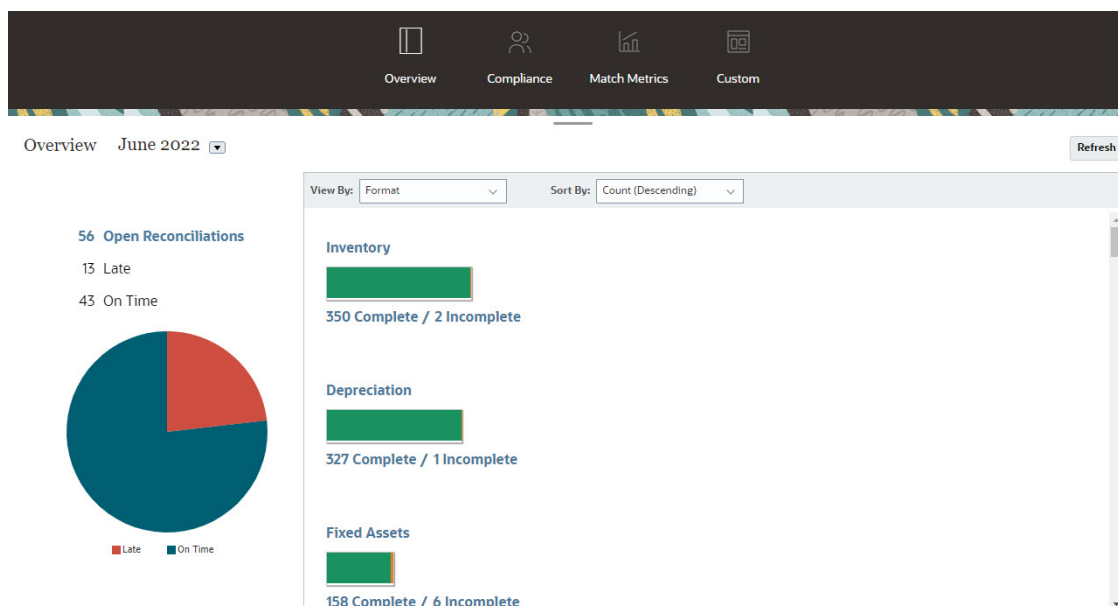 Overview Compliance Match Metrics Custom
Overview June 2022
Refresh
View By: Format Sort By: Count (Descending)
56 Open Reconciliations
13 Late
43 On Time
Late On Time
Inventory
350 Complete / 2 Incomplete
Depreciation
327 Complete / 1 Incomplete
Fixed Assets
158 Complete / 6 Incomplete